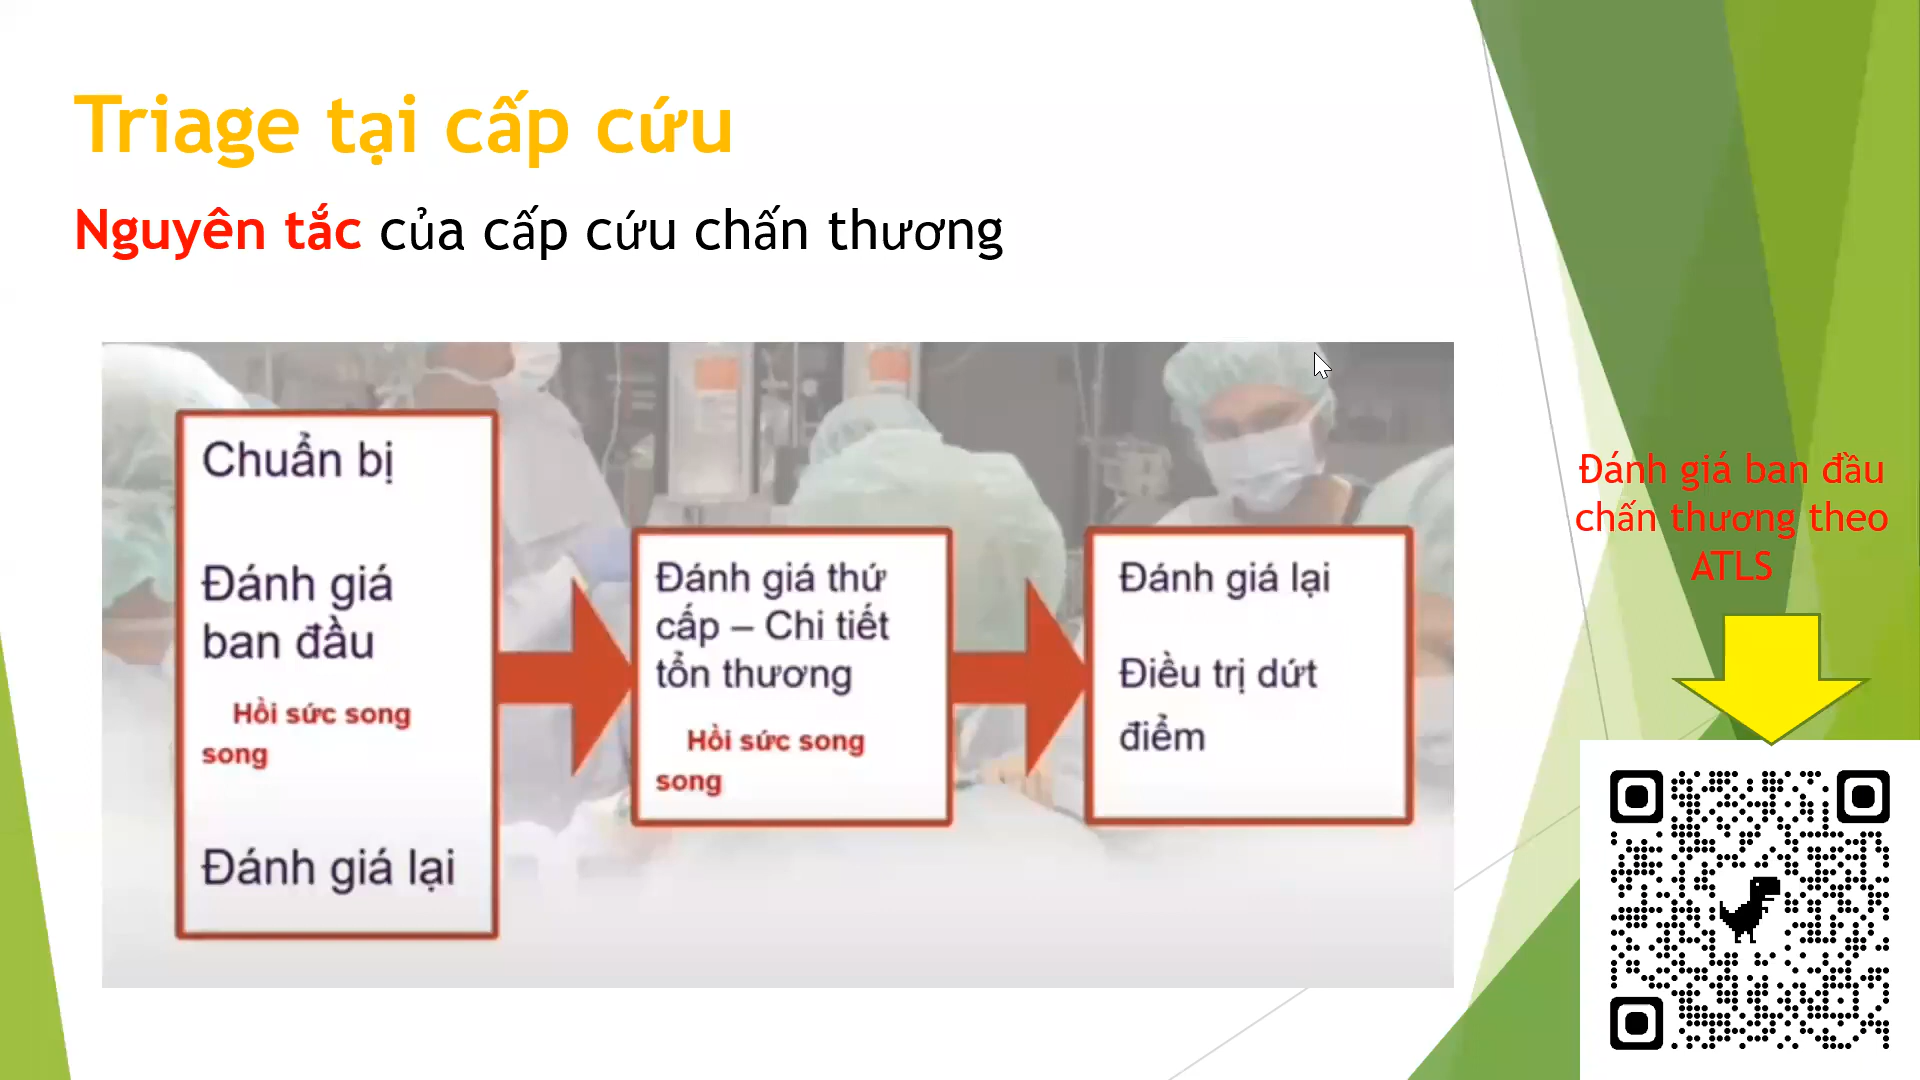 Triage tại cấp cứu
Nguyên tắc của cấp cứu chấn thương
Chuẩn bị
Đánh giá
ban đầu
Hồi sức song
song
Đánh giá lại
Đánh giá thứ
cấp – Chi tiết
tổn thương
Hồi sức song
song
Đánh giá lại
Điều trị dứt
điểm
Đánh giá ban đầu
chấn thương theo
ATLS